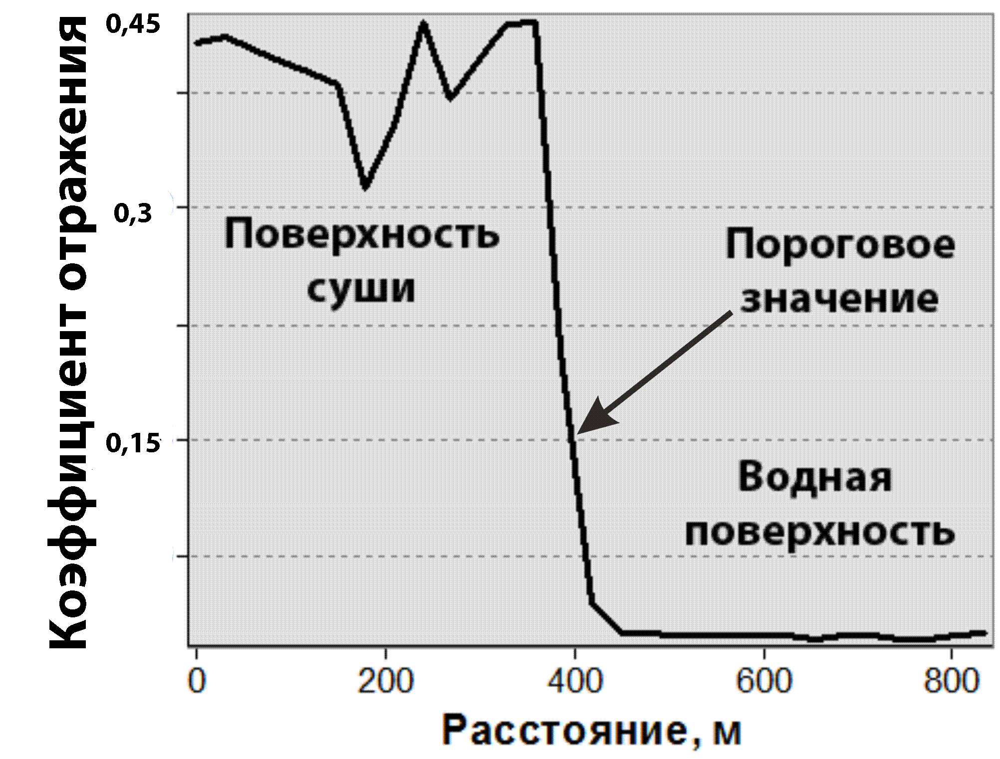 Коэффициент отражения
0,45
0,3
0,15
Поверхность
суши
Пороговое
значение
Водная
поверхность
0 200 400 600 800
Расстояние, м